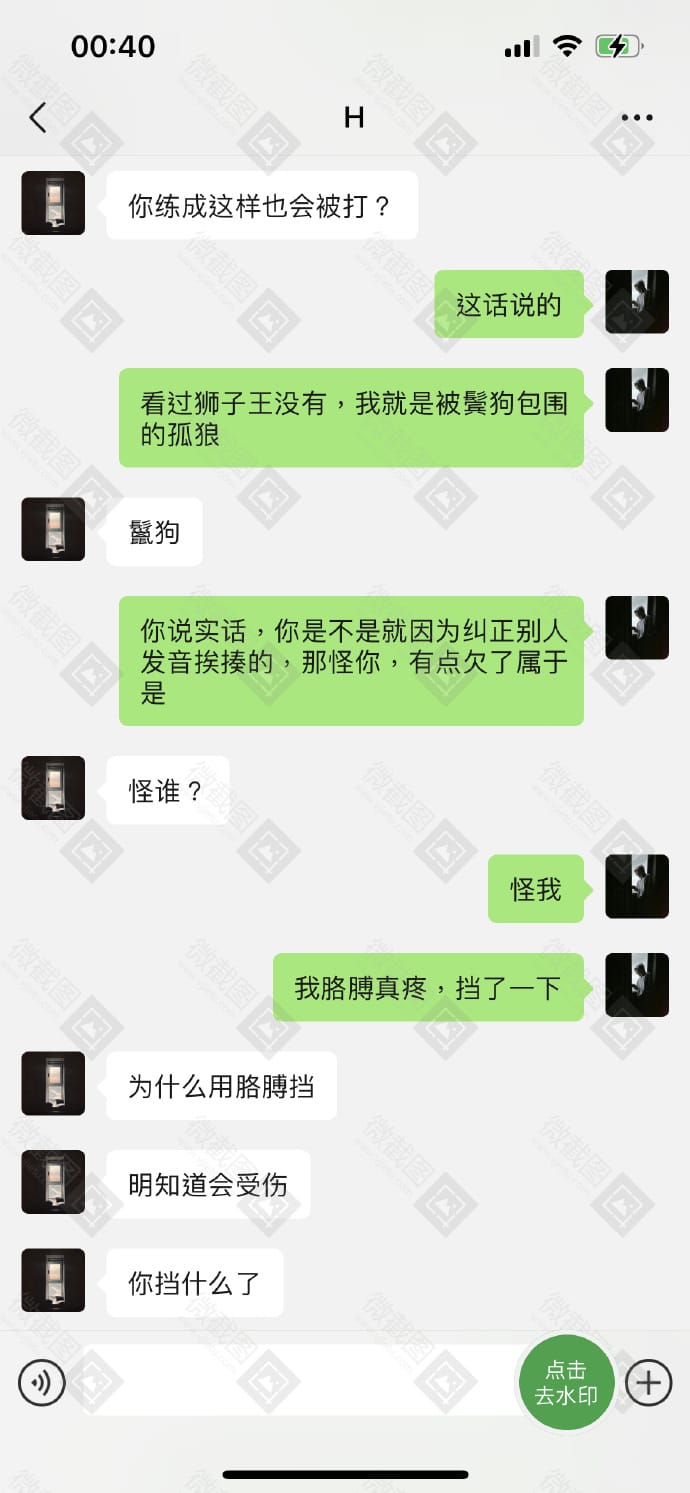 00:40
H
你练成这样也会被打？
这话说的
看过狮子王没有，我就是被鬓狗包围
的孤狼
鬣狗
你说实话，你是不是就因为纠正别人
发音挨揍的，那怪你，有点欠了属于
是
怪谁？
怪我
我胳膊真疼，挡了一下
为什么用胳膊挡
明知道会受伤
你挡什么了
点击
去水印
微截图